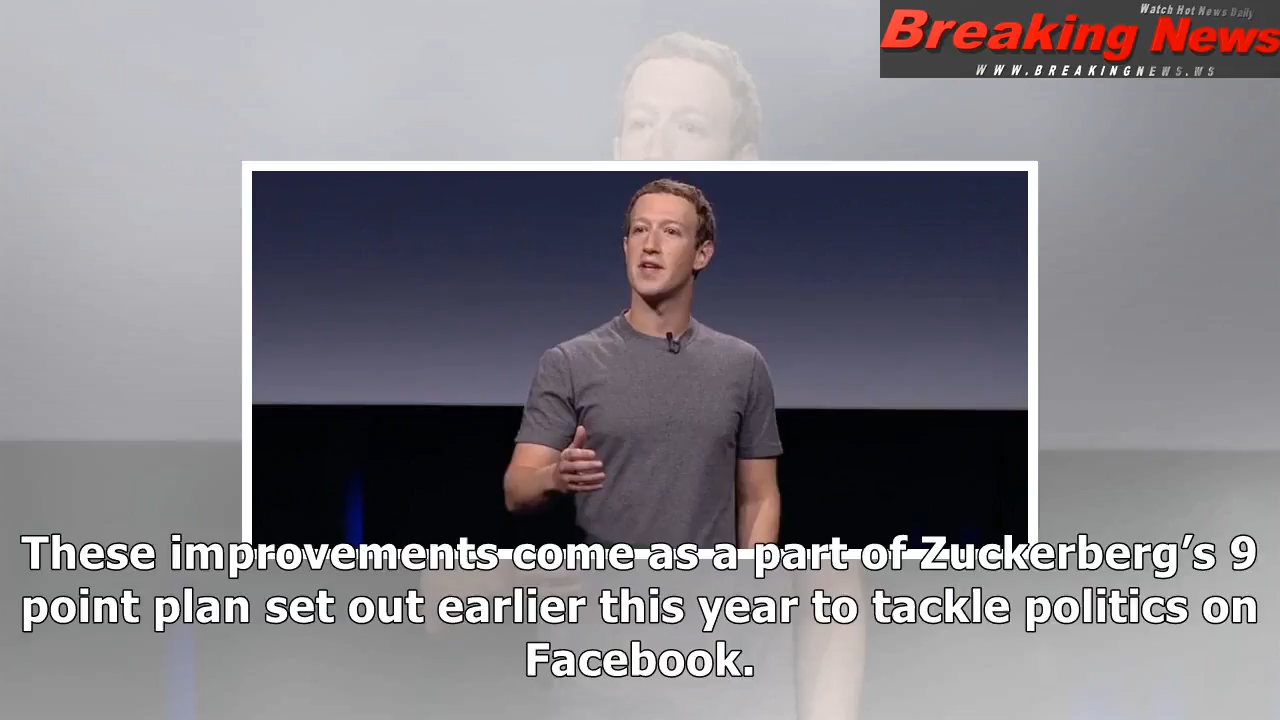 Watch Hot News Daily
Breaking News
WWW.BREAKINGNEWS.WS
These improvements come as a part of Zuckerberg’s 9
point plan set out earlier this year to tackle politics on
Facebook.